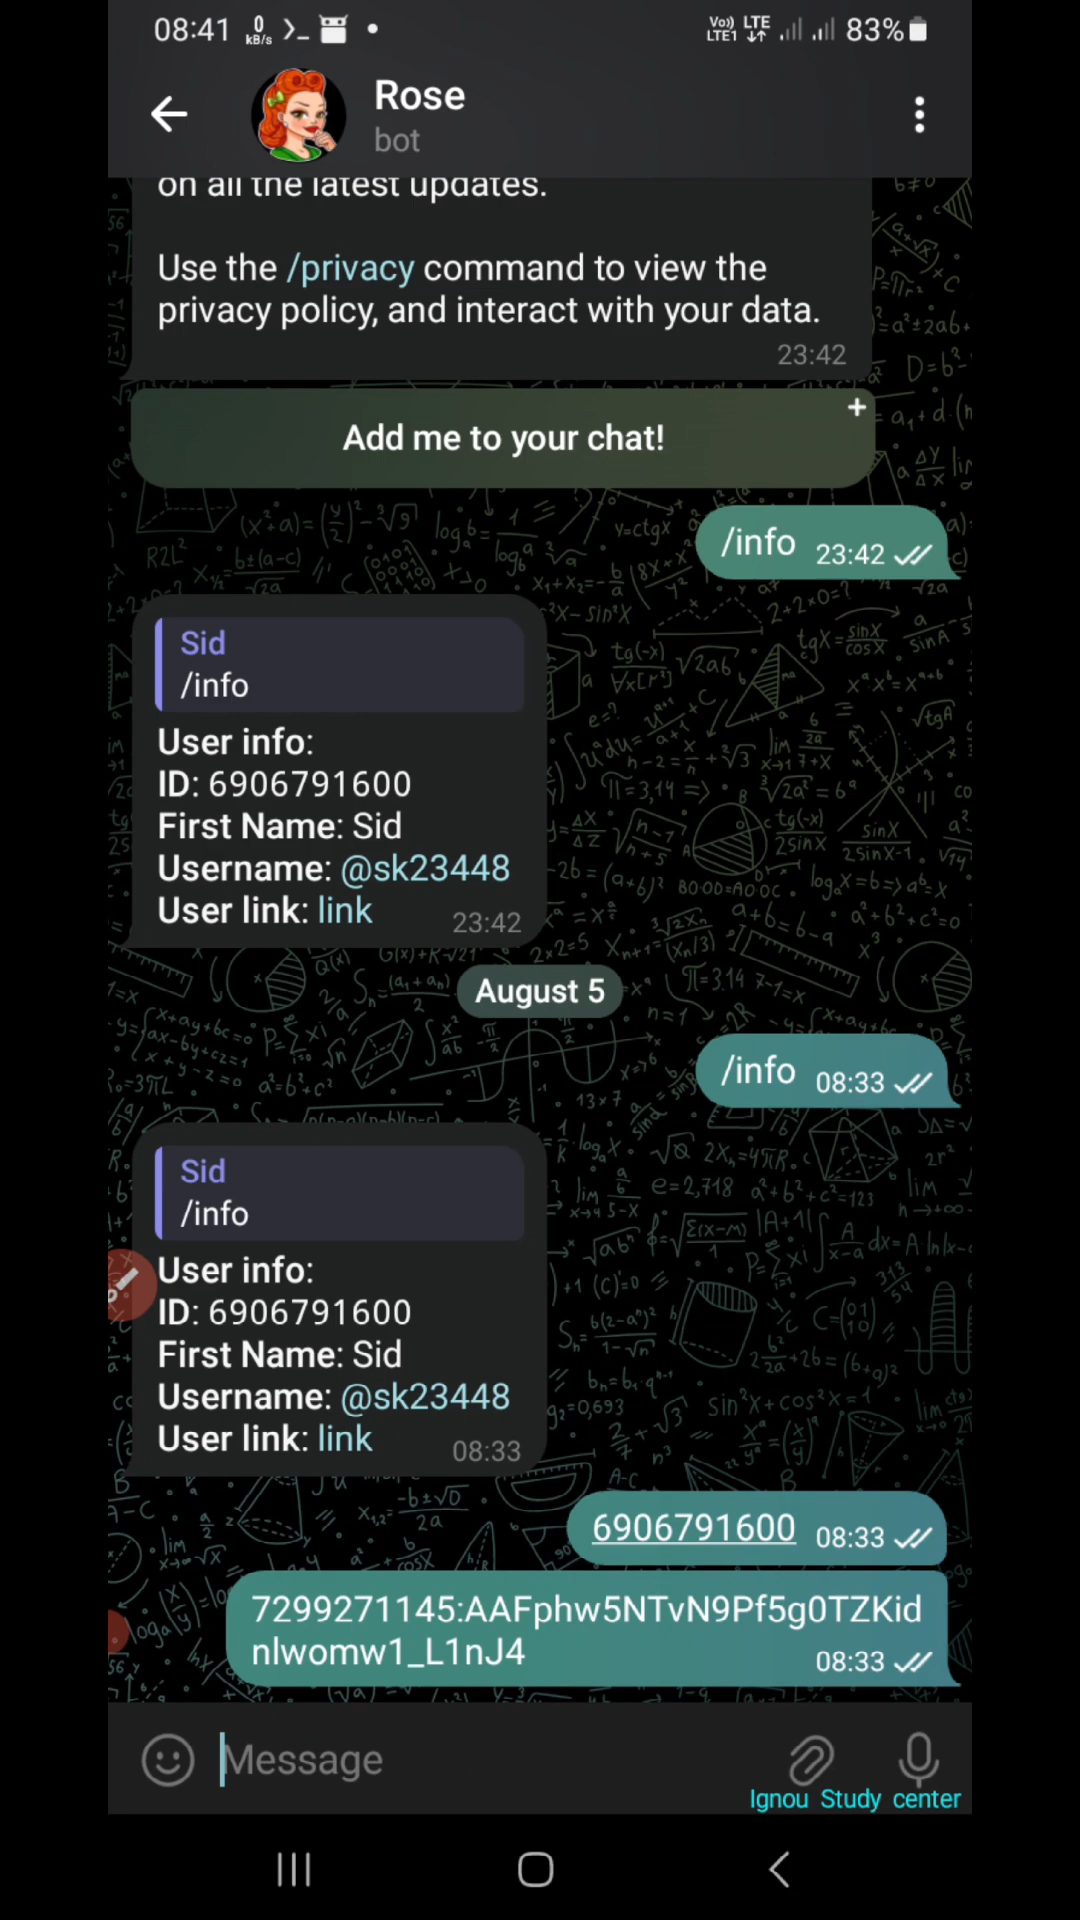 08:41 0 kB/s Vo)) LTE1 LTE 83%
Rose
bot
on all the latest updates.
Use the /privacy command to view the
privacy policy, and interact with your data.
23:42
Add me to your chat!
/info 23:42
Sid
/info
User info:
ID: 6906791600
First Name: Sid
Username: @sk23448
User link: link 23:42
August 5
/info 08:33
Sid
/info
User info:
ID: 6906791600
First Name: Sid
Username: @sk23448
User link: link 08:33
6906791600 08:33
7299271145:AAFphw5NTvN9Pf5g0TZKid
nlwomw1_L1nJ4 08:33
Message
Ignou Study center